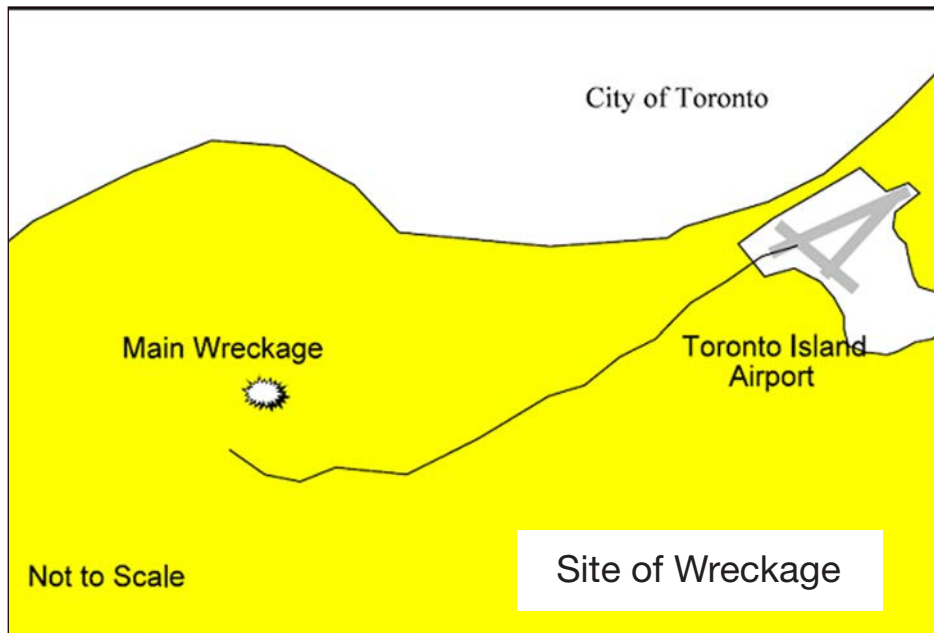 City of Toronto
Main Wreckage
Toronto Island
Airport
Not to Scale
Site of Wreckage